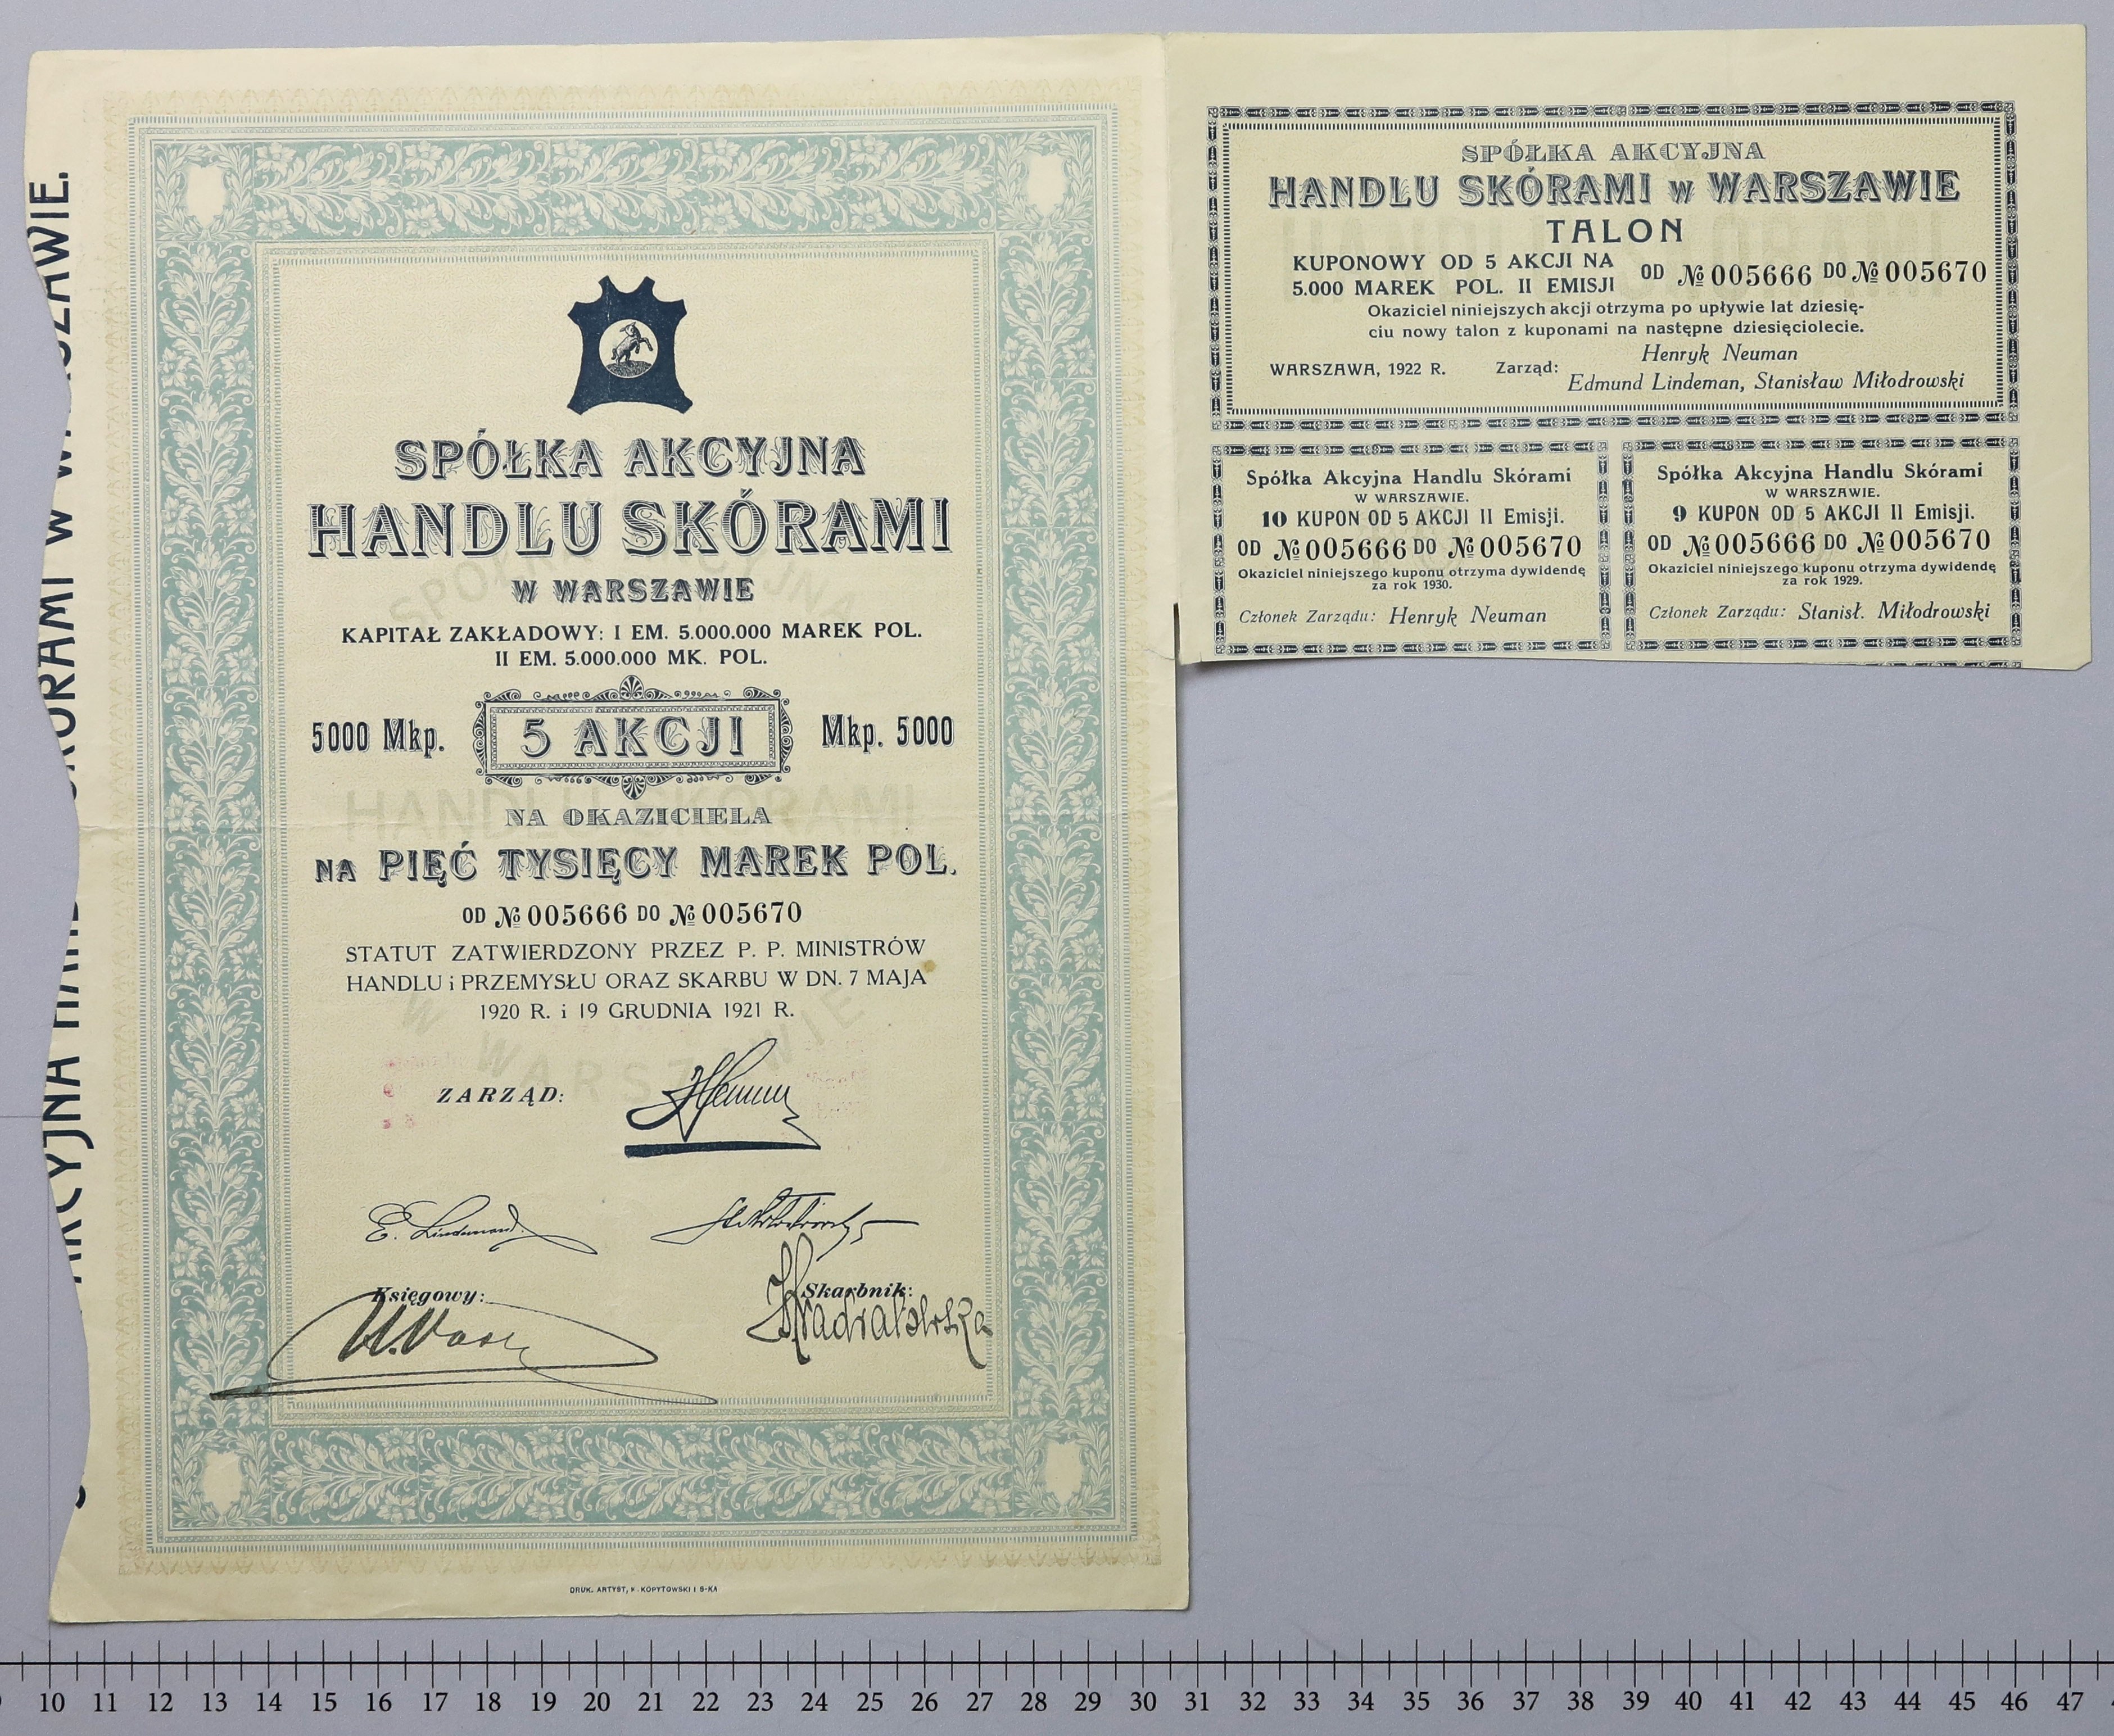 SPÓŁKA AKCYJNA
HANDLU SKÓRAMI
W WARSZAWIE
KAPITAŁ ZAKŁADOWY: I EM. 5.000.000 MAREK POL.
II EM. 5.000.000 MK. POL.
5000 Mkp. 5 AKCJI Mkp. 5000
NA OKAZICIELA
NA PIĘĆ TYSIĘCY MAREK POL.
OD № 005666 DO № 005670
STATUT ZATWIERDZONY PRZEZ P. P. MINISTRÓW
HANDLU i PRZEMYSŁU ORAZ SKARBU W DN. 7 MAJA
1920 R. i 19 GRUDNIA 1921 R.
ZARZĄD:
E. Lindeman
Księgowy: Skarbnik:
DRUK. ARTYST, K. KOPYTOWSKI I S-KA
AKCYJNA HANDLU SKÓRAMI W WARSZAWIE.
SPÓŁKA AKCYJNA
HANDLU SKÓRAMI W WARSZAWIE
TALON
KUPONOWY OD 5 AKCJI NA
5.000 MAREK POL. II EMISJI
OD № 005666 DO № 005670
Okaziciel niniejszych akcji otrzyma po upływie lat dziesię-
ciu nowy talon z kuponami na następne dziesięciolecie.
WARSZAWA, 1922 R. Zarząd:
Henryk Neuman
Edmund Lindeman, Stanisław Miłodrowski
Spółka Akcyjna Handlu Skórami
W WARSZAWIE.
10 KUPON OD 5 AKCJI II Emisji.
OD № 005666 DO № 005670
Okaziciel niniejszego kuponu otrzyma dywidendę
za rok 1930.
Członek Zarządu: Henryk Neuman
Spółka Akcyjna Handlu Skórami
W WARSZAWIE.
9 KUPON OD 5 AKCJI II Emisji.
OD № 005666 DO № 005670
Okaziciel niniejszego kuponu otrzyma dywidendę
za rok 1929.
Członek Zarządu: Stanisł. Miłodrowski
10 11 12 13 14 15 16 17 18 19 20 21 22 23 24 25 26 27 28 29 30 31 32 33 34 35 36 37 38 39 40 41 42 43 44 45 46 47